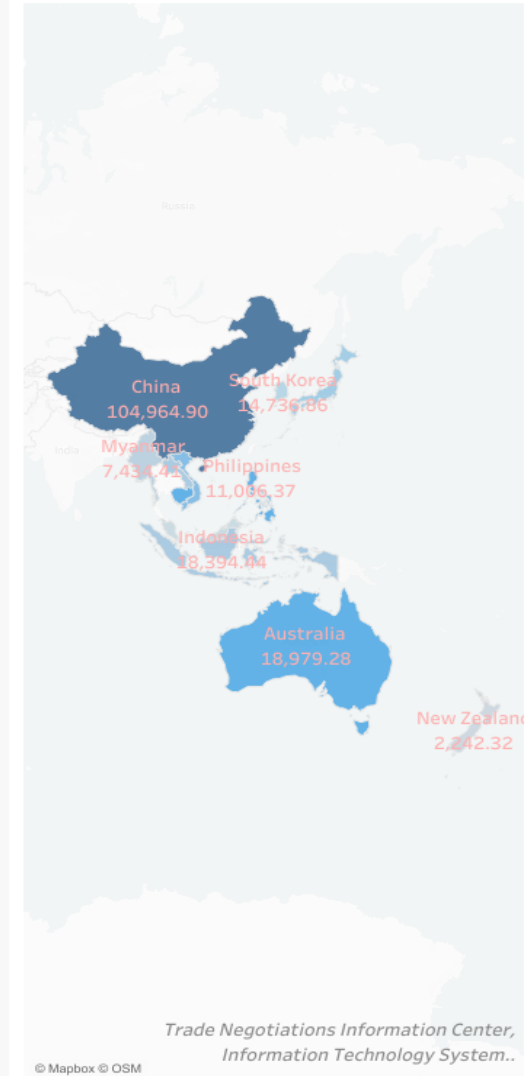 Russia
China
104,964.90
South Korea
14,736.86
India
Myanmar
7,434.41
Philippines
11,006.37
Indonesia
18,394.44
Australia
18,979.28
New Zealand
2,242.32
Trade Negotiations Information Center,
Information Technology System..
© Mapbox © OSM